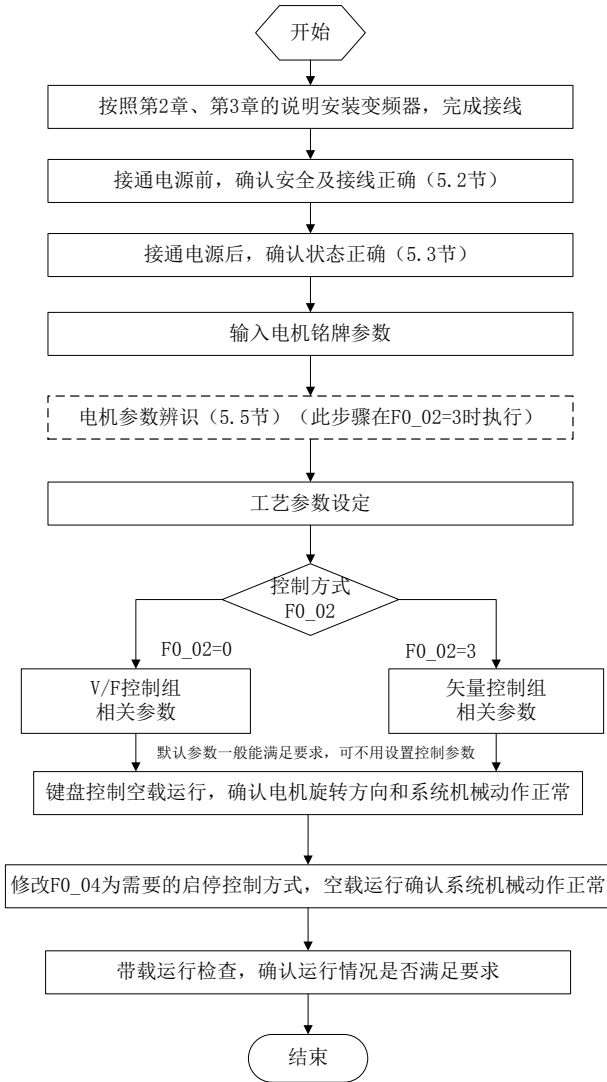 开始
按照第2章、第3章的说明安装变频器，完成接线
接通电源前，确认安全及接线正确（5.2节）
接通电源后，确认状态正确（5.3节）
输入电机铭牌参数
电机参数辨识（5.5节）（此步骤在F0_02=3时执行）
工艺参数设定
控制方式
F0_02
F0_02=0
F0_02=3
V/F控制组
相关参数
矢量控制组
相关参数
默认参数一般能满足要求，可不用设置控制参数
键盘控制空载运行，确认电机旋转方向和系统机械动作正常
修改F0_04为需要的启停控制方式，空载运行确认系统机械动作正常
带载运行检查，确认运行情况是否满足要求
结束